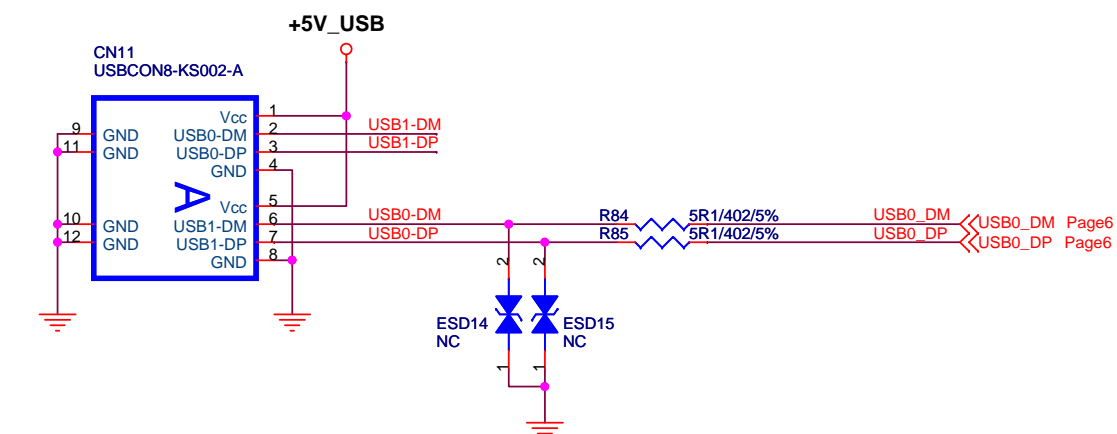 +5V_USB
CN11
USBCON8-KS002-A
Vcc 1
9 GND USB0-DM 2 USB1-DM
11 GND USB0-DP 3 USB1-DP
GND 4
A
Vcc 5
10 GND USB1-DM 6 USB0-DM R84 5R1/402/5% USB0_DM USB0_DM Page6
12 GND USB1-DP 7 USB0-DP R85 5R1/402/5% USB0_DP USB0_DP Page6
GND 8
2 2
ESD14 ESD15
NC NC
1 1